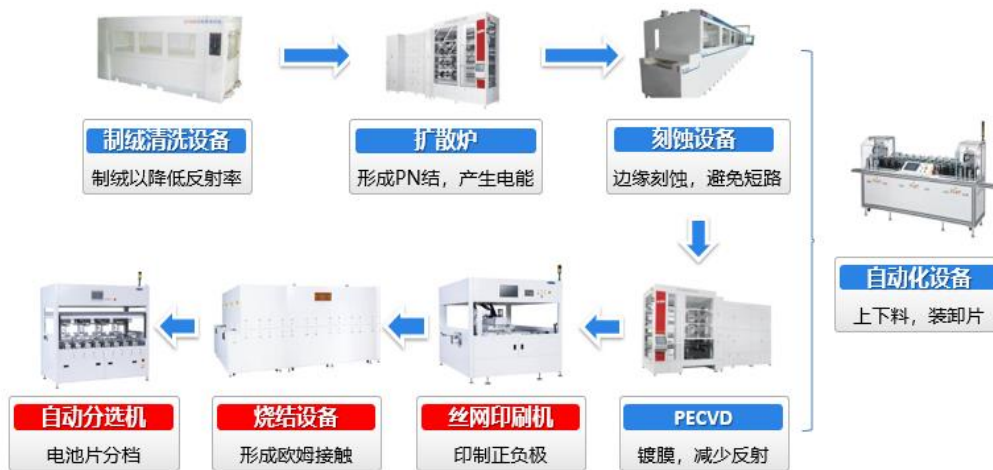 制绒清洗设备
制绒以降低反射率
扩散炉
形成PN结，产生电能
刻蚀设备
边缘刻蚀，避免短路
自动化设备
上下料，装卸片
自动分选机
电池片分档
烧结设备
形成欧姆接触
丝网印刷机
印制正负极
PECVD
镀膜，减少反射